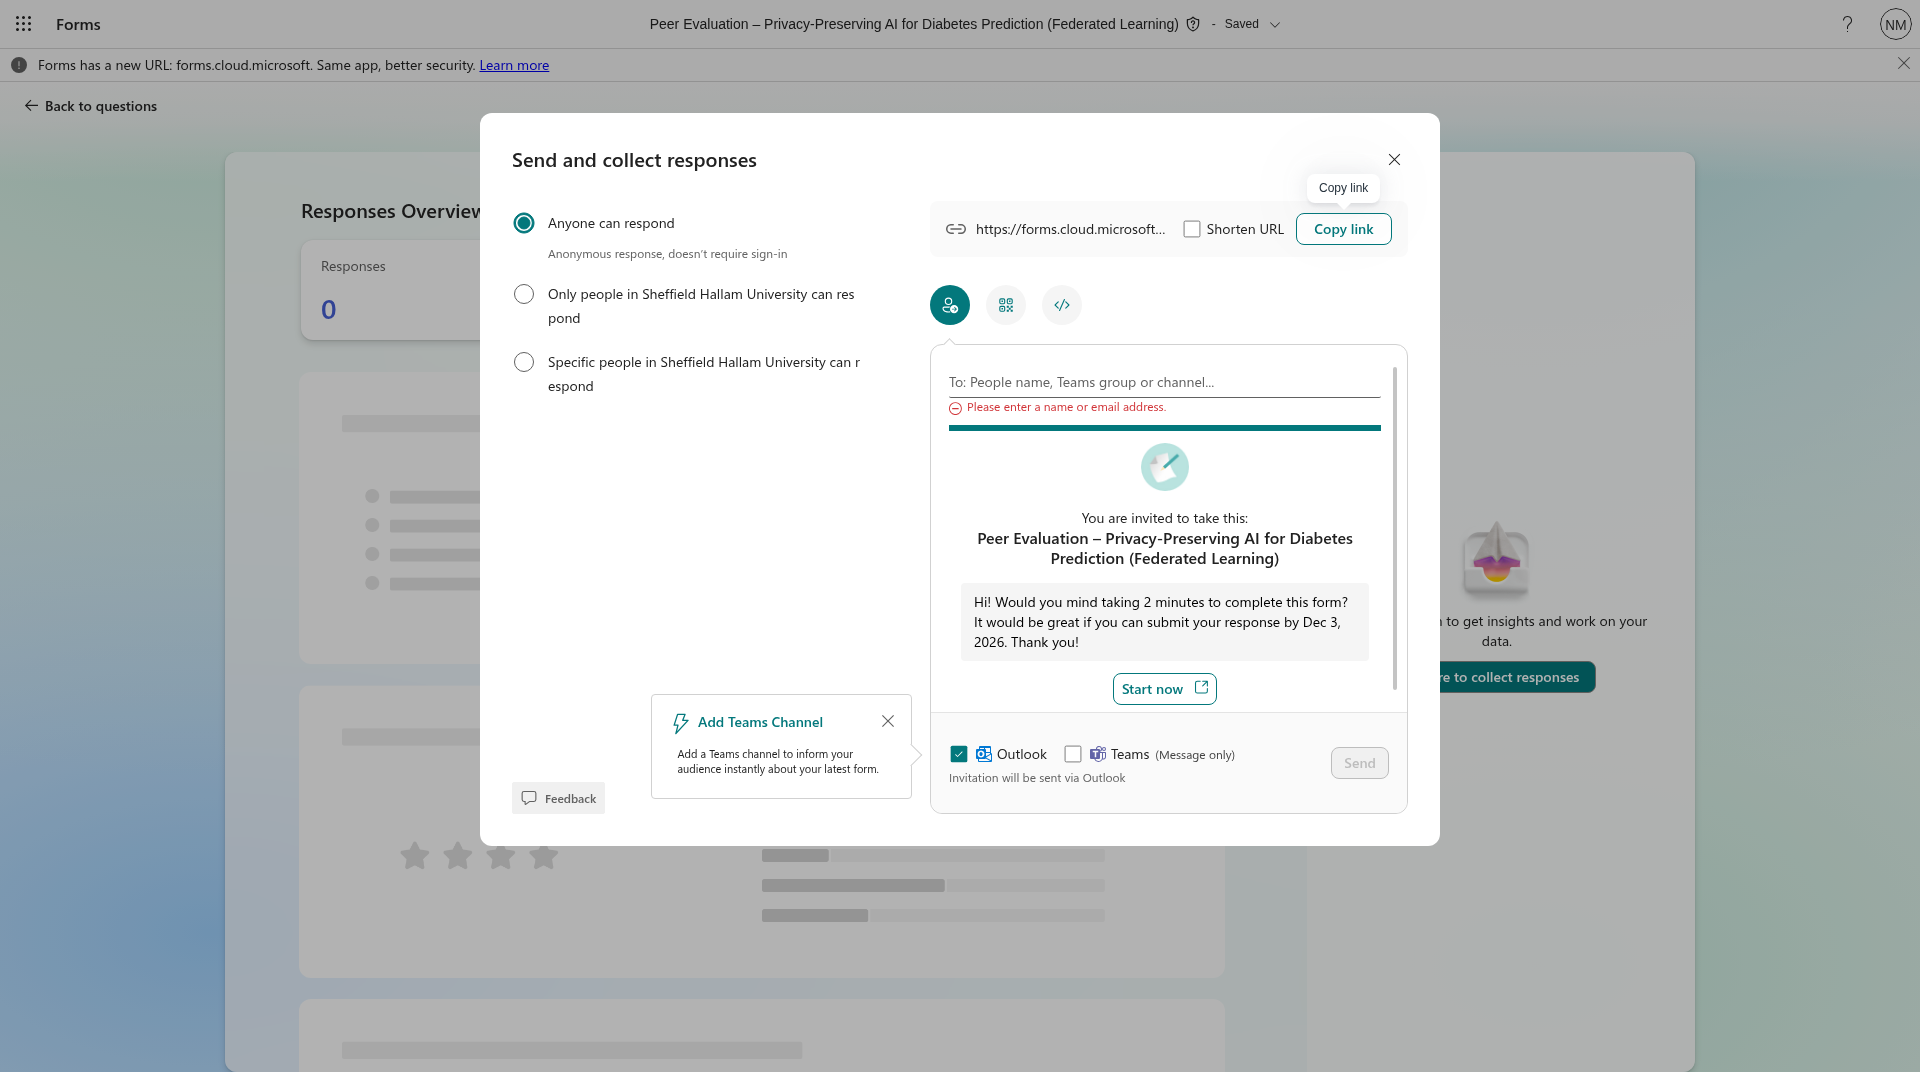 Forms
Peer Evaluation – Privacy-Preserving AI for Diabetes Prediction (Federated Learning) - Saved
?
NM
Forms has a new URL: forms.cloud.microsoft. Same app, better security. Learn more
Back to questions
Send and collect responses
Copy link
Responses Overview
Responses
0
Anyone can respond
Anonymous response, doesn't require sign-in
Only people in Sheffield Hallam University can res
pond
Specific people in Sheffield Hallam University can r
espond
https://forms.cloud.microsoft...
Shorten URL
Copy link
To: People name, Teams group or channel...
Please enter a name or email address.
You are invited to take this:
Peer Evaluation – Privacy-Preserving AI for Diabetes
Prediction (Federated Learning)
Hi! Would you mind taking 2 minutes to complete this form?
It would be great if you can submit your response by Dec 3,
2026. Thank you!
Start now
Add Teams Channel
Add a Teams channel to inform your
audience instantly about your latest form.
Outlook
Teams (Message only)
Invitation will be sent via Outlook
Send
Feedback
to get insights and work on your
data.
to collect responses